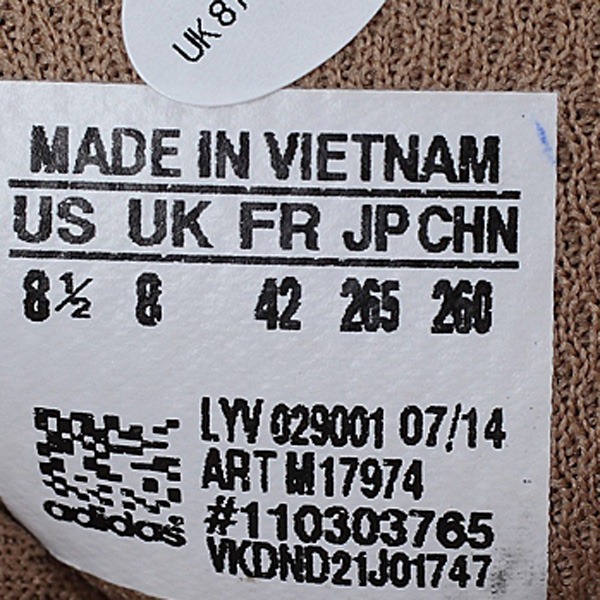 UK 8
MADE IN VIETNAM
US UK FR JP CHN
8½ 8 42 265 260
LYV 029001 07/14
ART M17974
#110303765
adidas
VKDND21J01747